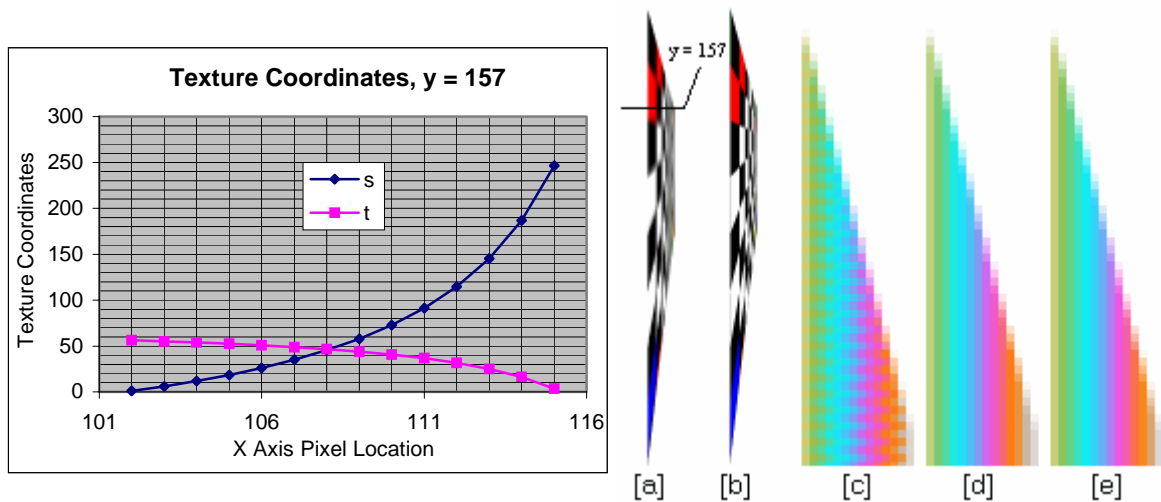 Texture Coordinates, y = 157
300
250
200
150
100
50
0
Texture Coordinates
s
t
101
106
111
116
X Axis Pixel Location
y = 157
[a]
[b]
[c]
[d]
[e]